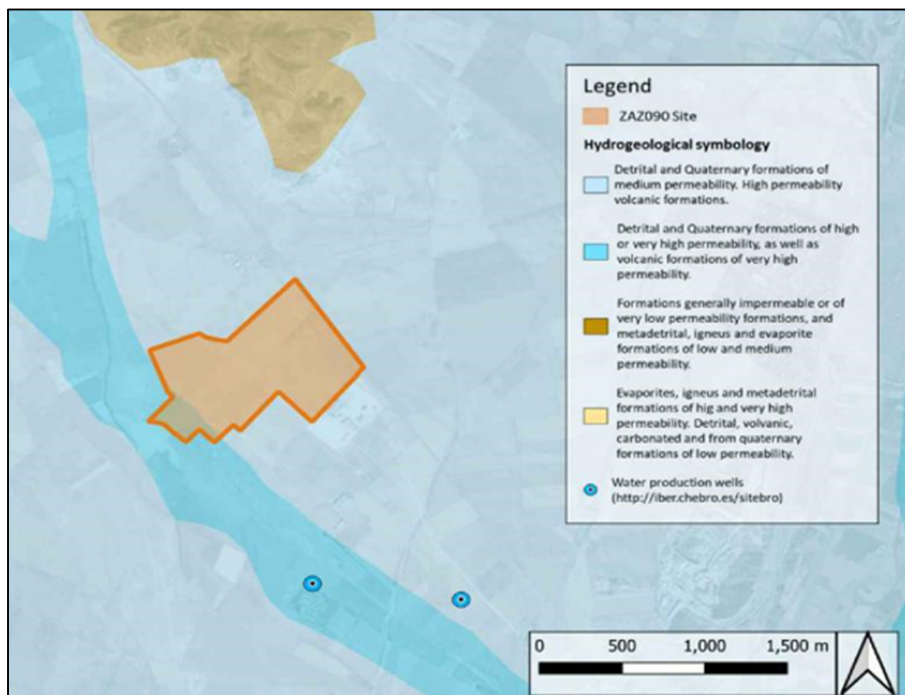 Legend
ZAZ090 Site
Hydrogeological symbology
Detrital and Quaternary formations of
medium permeability. High permeability
volcanic formations.
Detrital and Quaternary formations of high
or very high permeability, as well as
volcanic formations of very high
permeability.
Formations generally impermeable or of
very low permeability formations, and
metadetrital, igneus and evaporite
formations of low and medium
permeability.
Evaporites, igneus and metadetrital
formations of hig and very high
permeability. Detrital, volvanic,
carbonated and from quaternary
formations of low permeability.
Water production wells
(http://iber.chebro.es/sitebro)
0 500 1,000 1,500 m